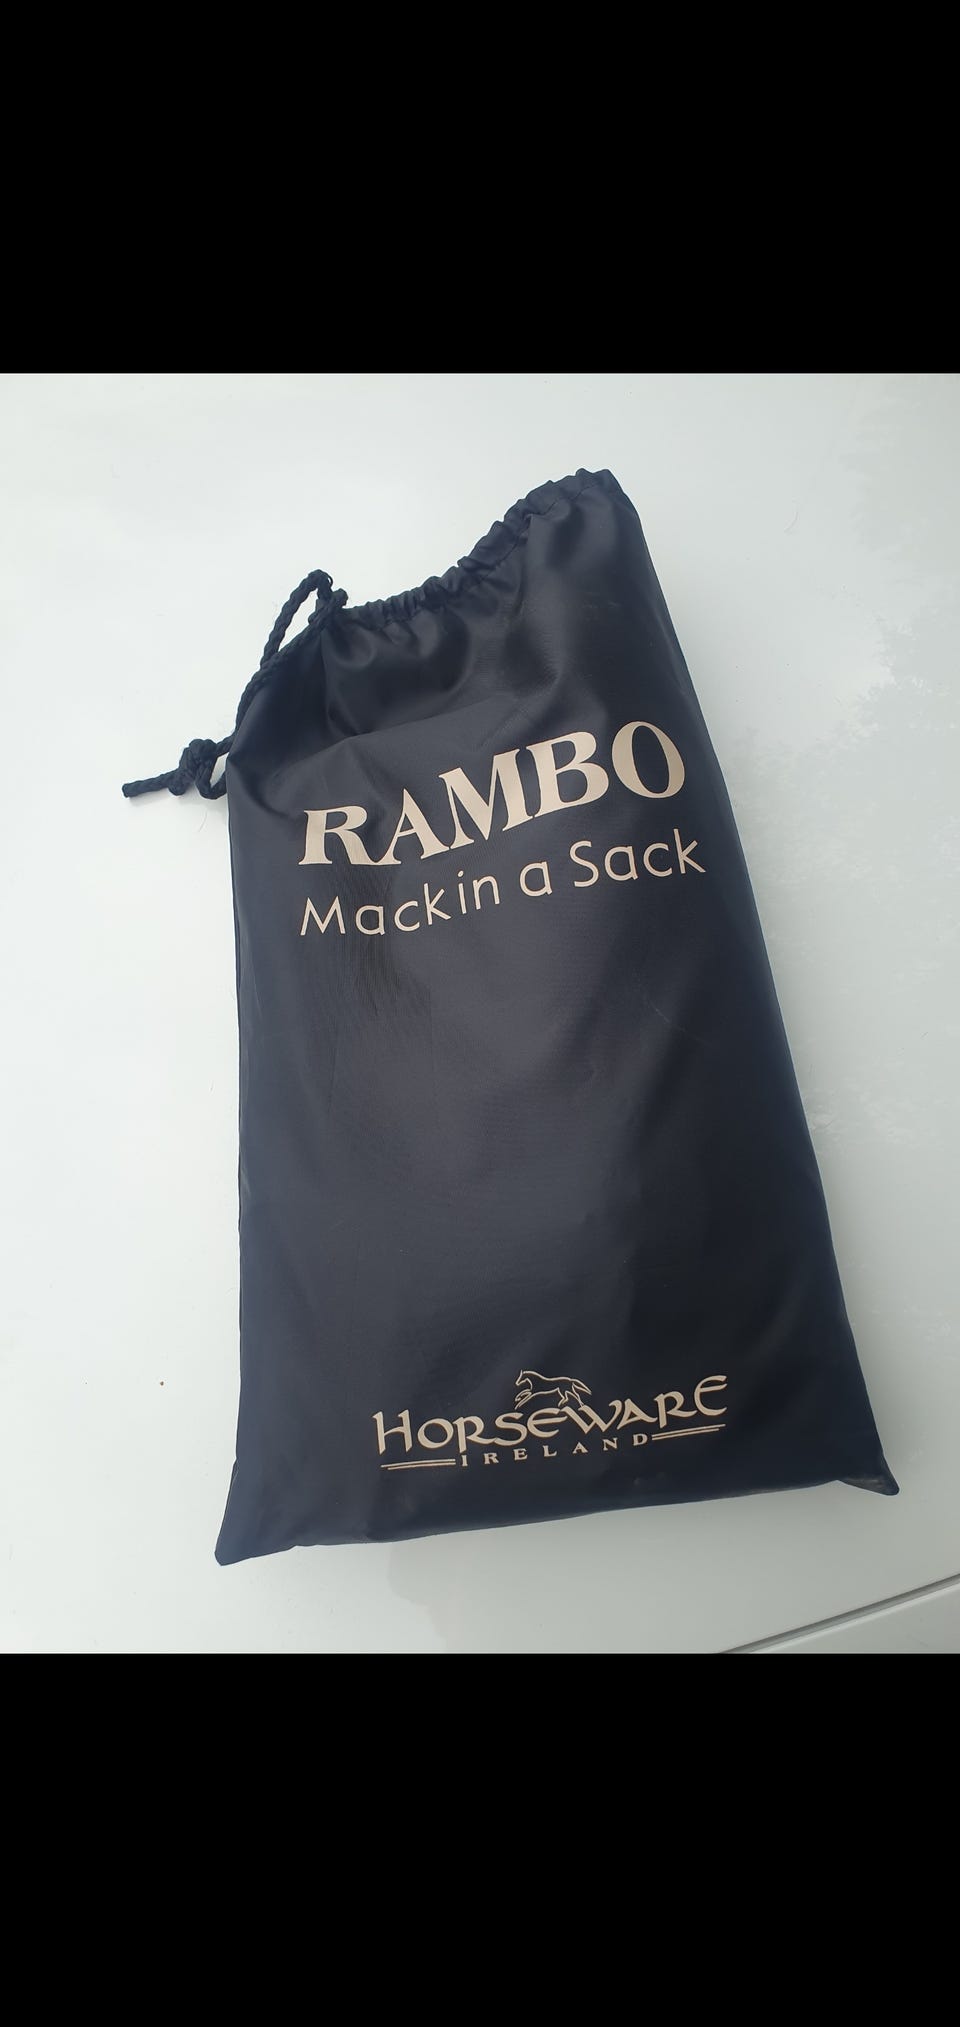 RAMBO
Mack in a Sack
HORSEWARE
IRELAND